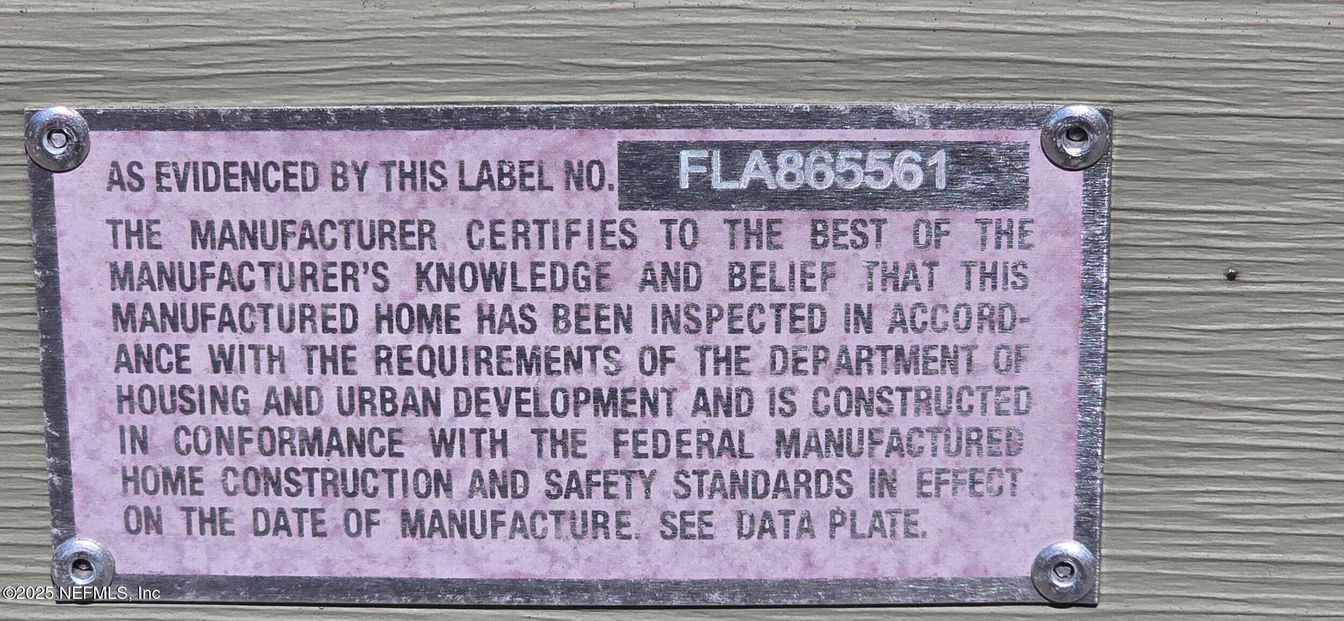 AS EVIDENCED BY THIS LABEL NO. FLA865561
THE MANUFACTURER CERTIFIES TO THE BEST OF THE
MANUFACTURER'S KNOWLEDGE AND BELIEF THAT THIS
MANUFACTURED HOME HAS BEEN INSPECTED IN ACCORD-
ANCE WITH THE REQUIREMENTS OF THE DEPARTMENT OF
HOUSING AND URBAN DEVELOPMENT AND IS CONSTRUCTED
IN CONFORMANCE WITH THE FEDERAL MANUFACTURED
HOME CONSTRUCTION AND SAFETY STANDARDS IN EFFECT
ON THE DATE OF MANUFACTURE. SEE DATA PLATE.
©2025 NEFMLS, Inc